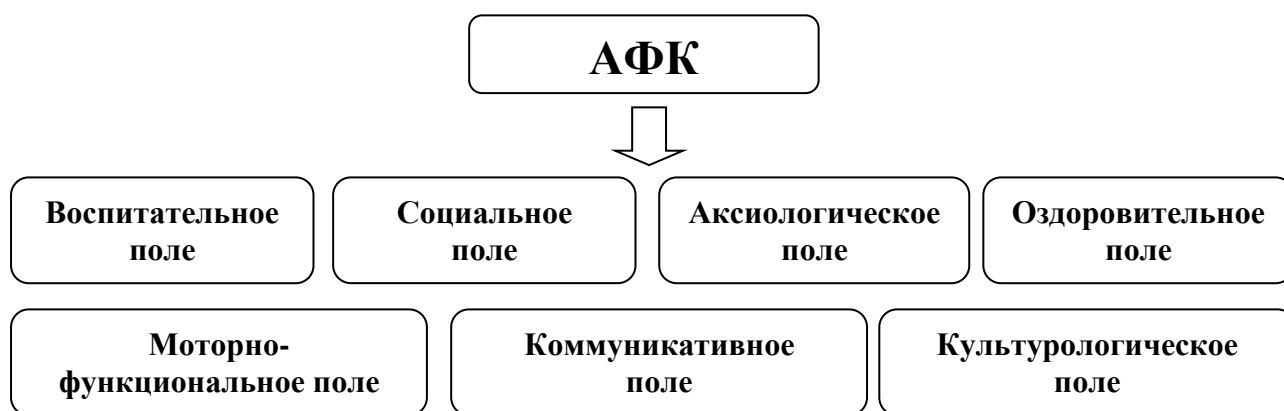 АФК
Воспитательное
поле
Социальное
поле
Аксиологическое
поле
Оздоровительное
поле
Моторно-
функциональное поле
Коммуникативное
поле
Культурологическое
поле